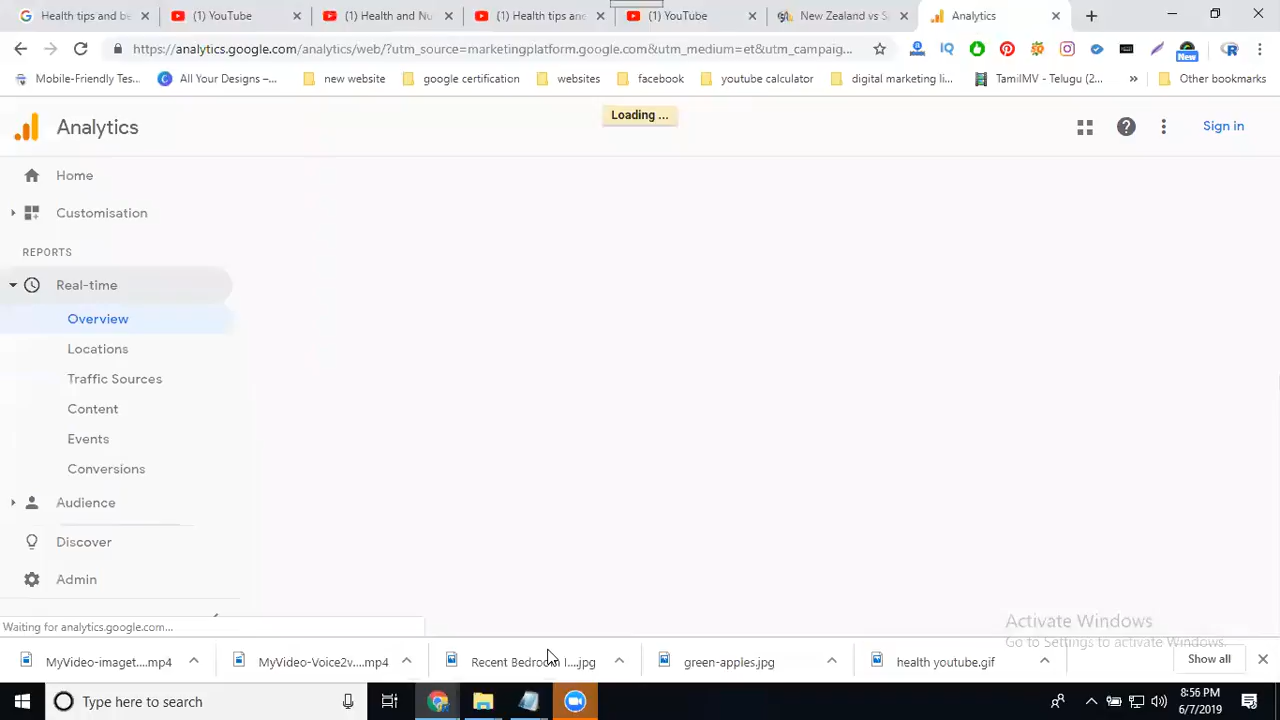 Health tips and be
(1) YouTube
(1) Health and Nu
(1) Health tips and
(1) YouTube
New Zealand vs S
Analytics
https://analytics.google.com/analytics/web/?utm_source=marketingplatform.google.com&utm_medium=et&utm_campaig...
New
Mobile-Friendly Tes...
All Your Designs –...
new website
google certification
websites
facebook
youtube calculator
digital marketing li...
TamilMV - Telugu (2...
Other bookmarks
Loading ...
Analytics
Sign in
Home
Customisation
REPORTS
Real-time
Overview
Locations
Traffic Sources
Content
Events
Conversions
Audience
Discover
Admin
Waiting for analytics.google.com...
Activate Windows
Go to Settings to activate Windows.
MyVideo-imaget....mp4
MyVideo-Voice2v....mp4
Recent Bedroom I....jpg
green-apples.jpg
health youtube.gif
Show all
Type here to search
8:56 PM
6/7/2019